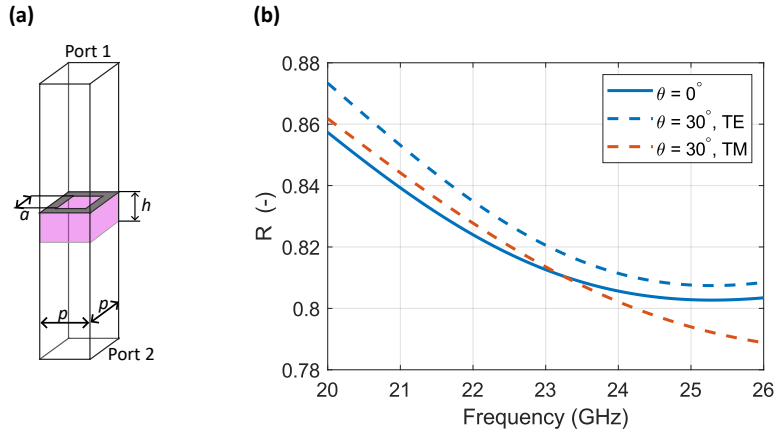 (a)
Port 1
a
h
p
p
Port 2
(b)
0.88
0.86
0.84
0.82
0.8
0.78
R (-)
20
21
22
23
24
25
26
Frequency (GHz)
θ = 0°
θ = 30°, TE
θ = 30°, TM